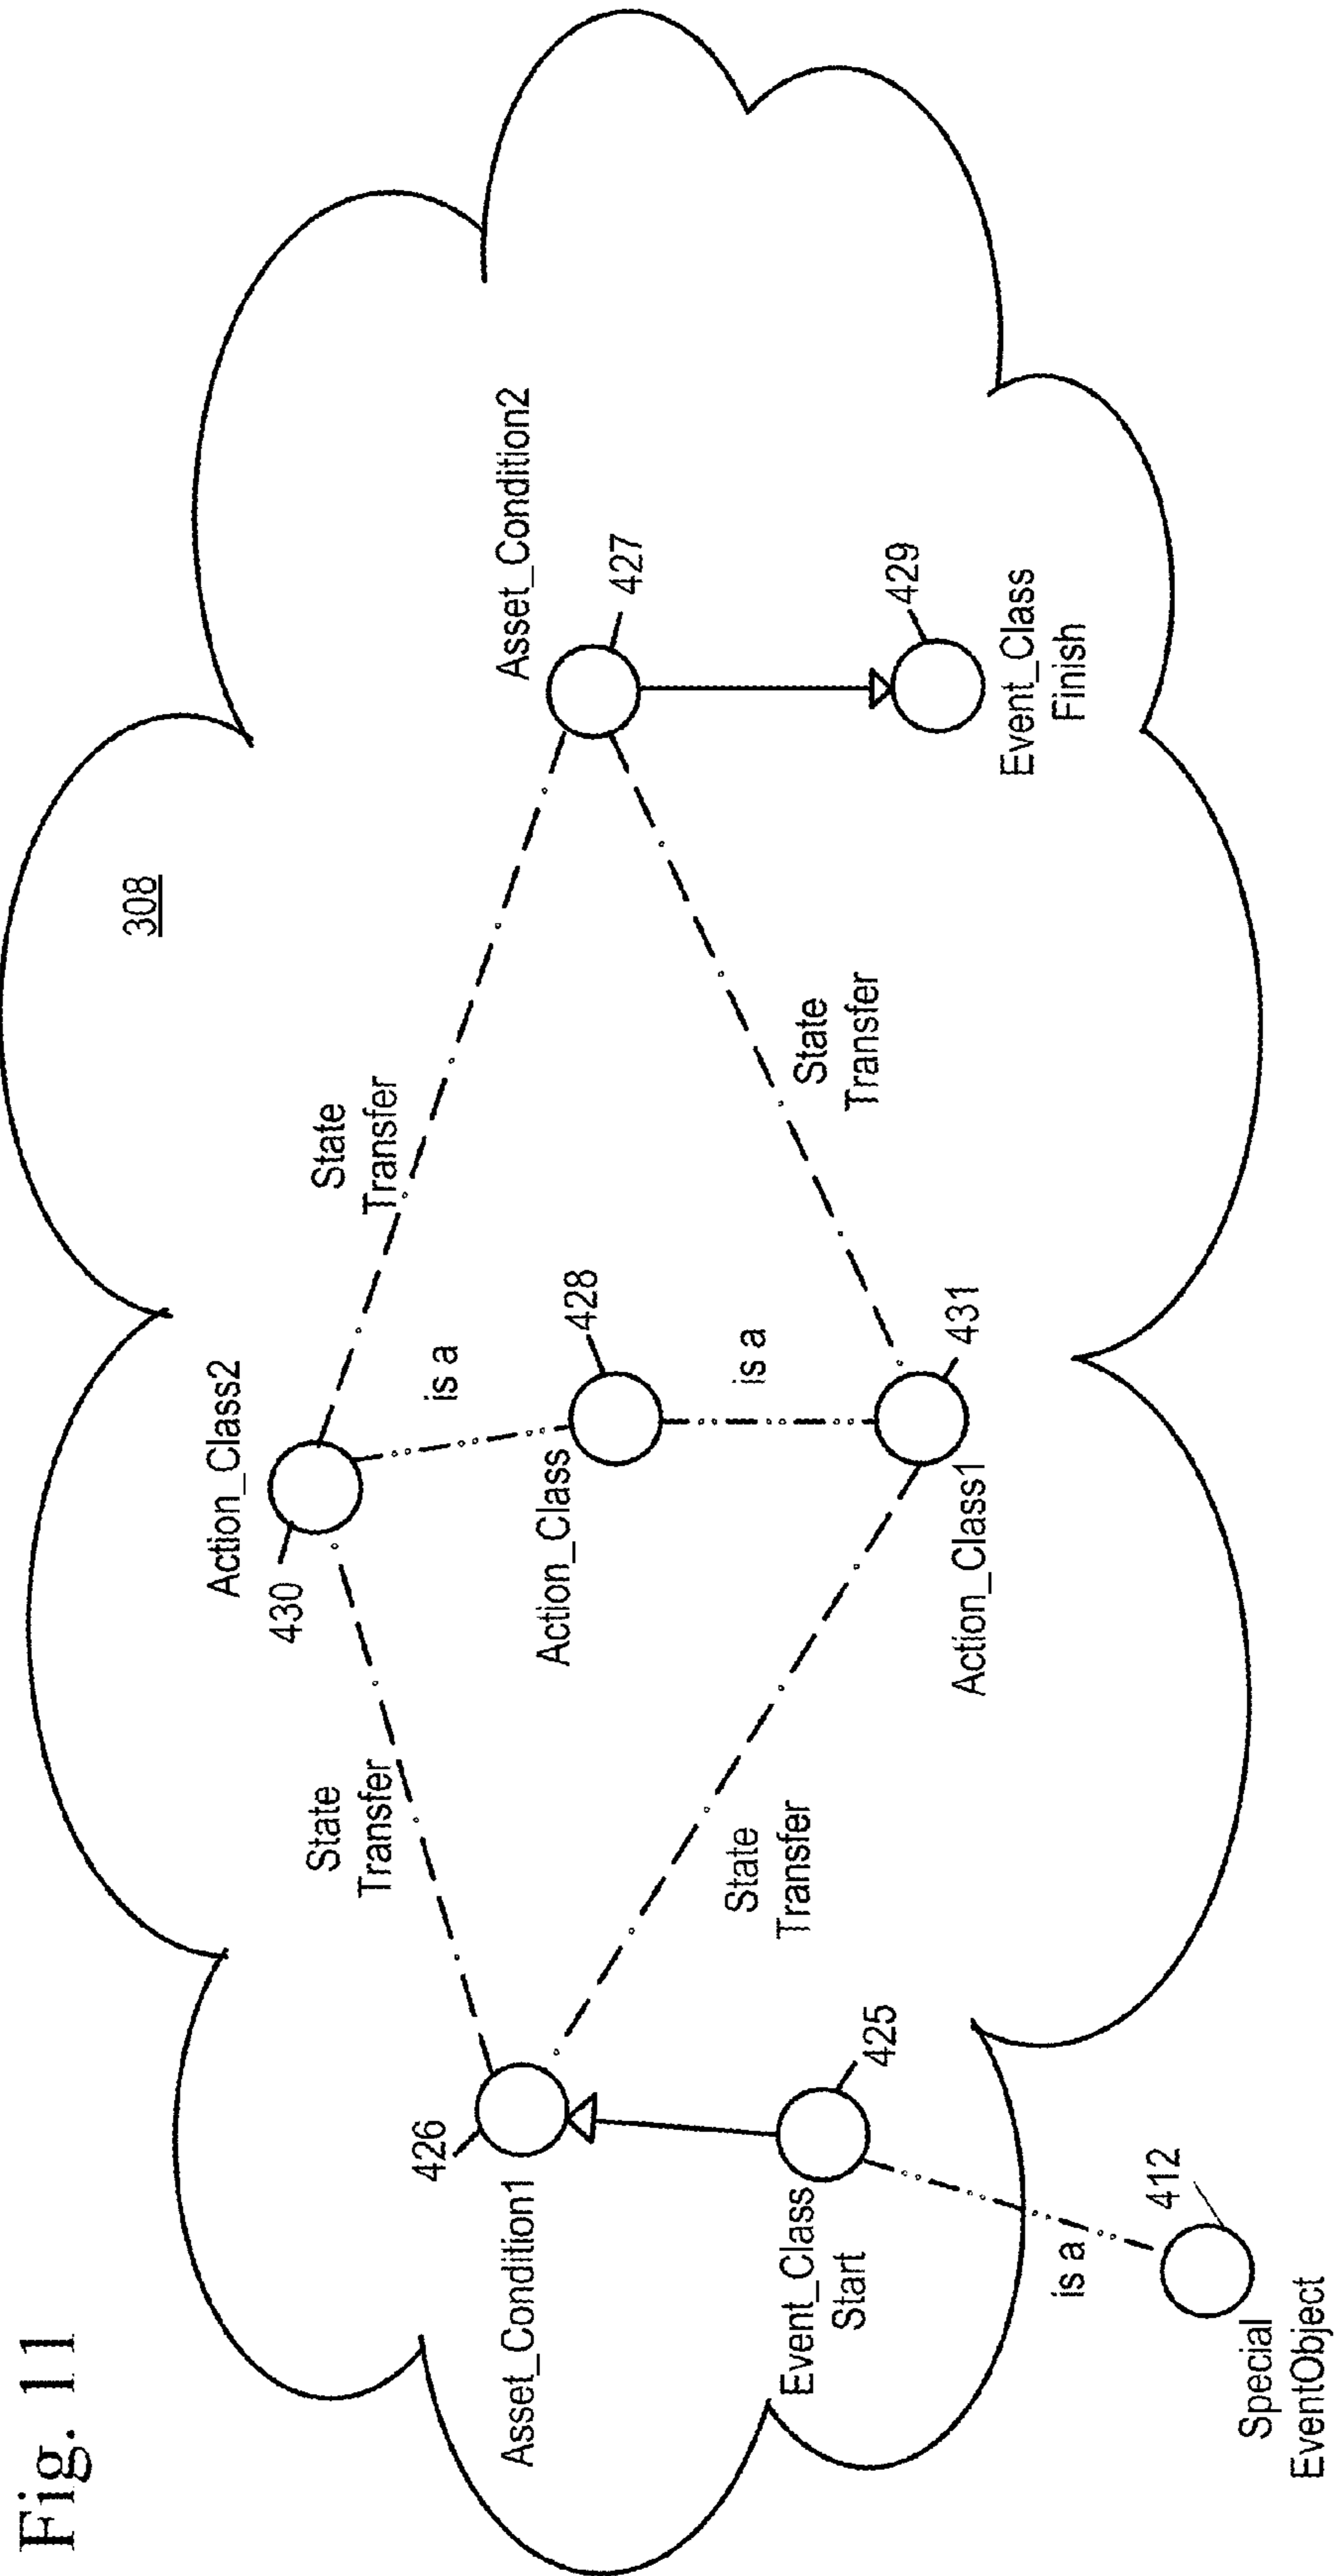 Fig. 11
308
Action_Class2
430
State
Transfer
State
Transfer
is a
Asset_Condition2
427
426
Asset_Condition1
Action_Class
428
is a
State
Transfer
State
Transfer
Event_Class
Start
425
Action_Class1
431
429
Event_Class
Finish
is a
412
Special
EventObject